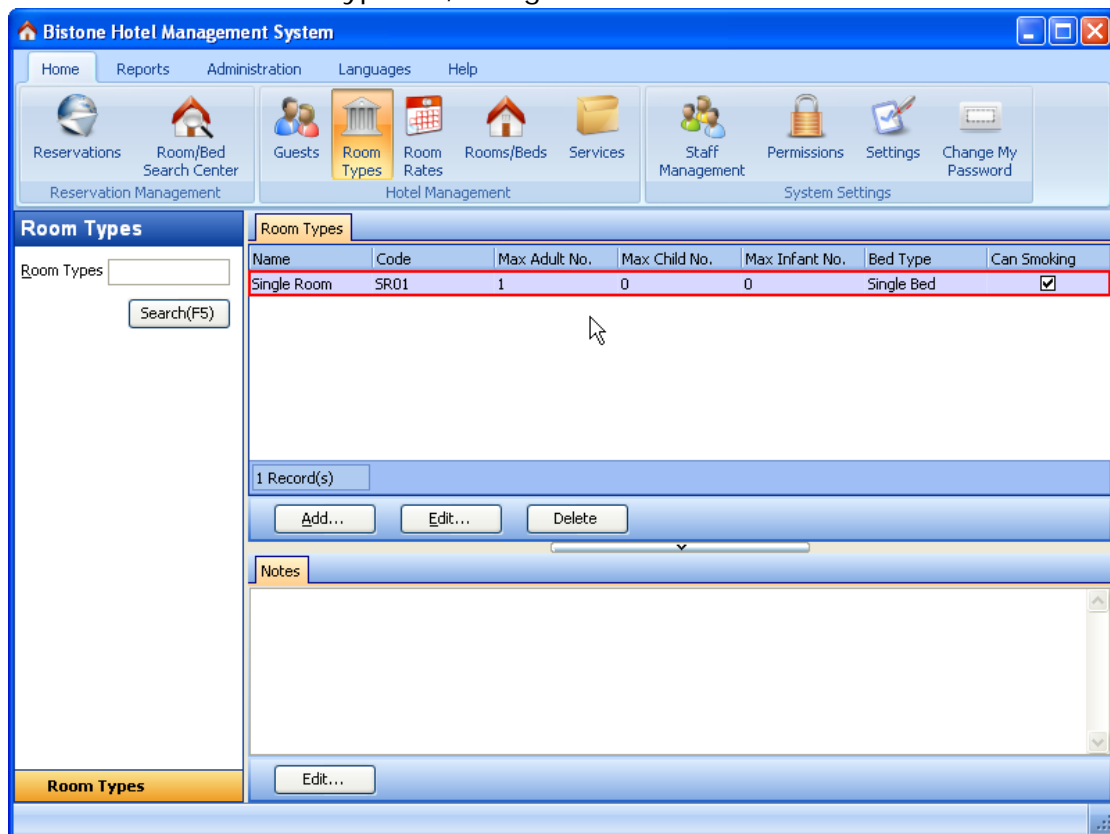 Bistone Hotel Management System
Home Reports Administration Languages Help
Reservations Room/Bed Search Center Guests Room Types Room Rates Rooms/Beds Services Staff Management Permissions Settings Change My Password
Reservation Management Hotel Management System Settings
Room Types
Room Types
Search(F5)
Room Types
Room Types
Name Code Max Adult No. Max Child No. Max Infant No. Bed Type Can Smoking
Single Room SR01 1 0 0 Single Bed
1 Record(s)
Add... Edit... Delete
Notes
Edit...